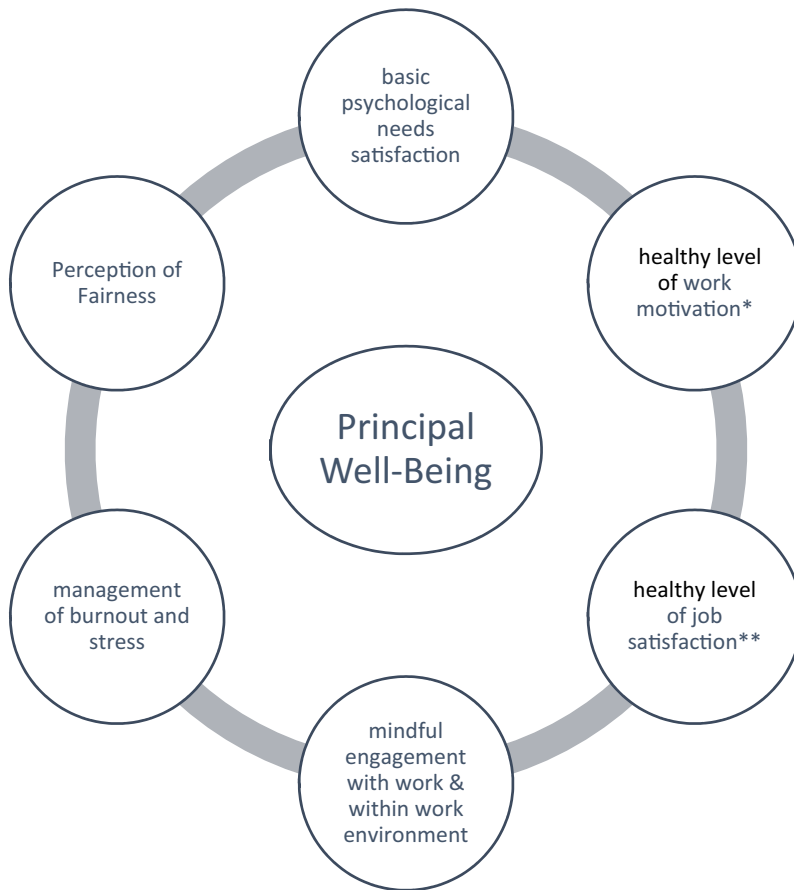 basic
psychological
needs
satisfaction
healthy level
of work
motivation*
healthy level
of job
satisfaction**
mindful
engagement
with work &
within work
environment
management
of burnout and
stress
Perception of
Fairness
Principal
Well-Being